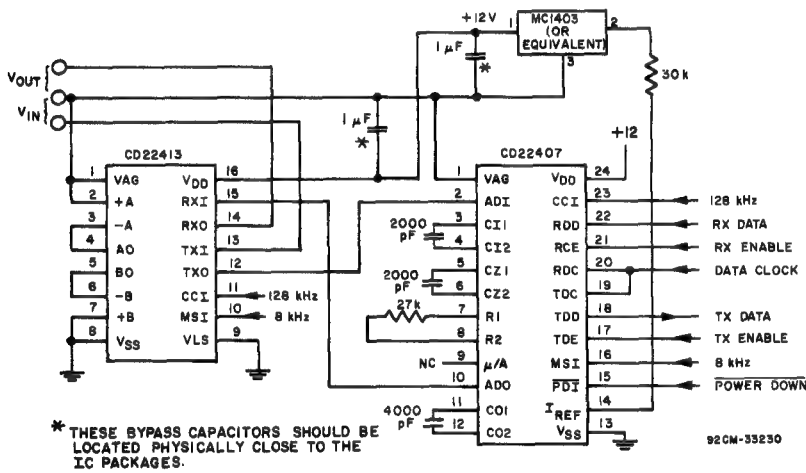 +12V
1
MC1403
(OR
EQUIVALENT)
2
3
1 µF
*
30 k
VOUT
VIN
1 µF
*
+12
CD22413
1 VAG VDD 16
2 +A RXI 15
3 -A RXO 14
4 AO TXI 13
5 BO TXO 12
6 -B CCI 11 128 kHz
7 +B MSI 10 8 kHz
8 VSS VLS 9
CD22407
1 VAG VDD 24
2 ADI CCI 23 128 kHz
2000 pF
3 CI1 RDD 22 RX DATA
4 CI2 RCE 21 RX ENABLE
2000 pF
5 CZ1 RDC 20 DATA CLOCK
6 CZ2 TDC 19
27k
7 R1 TDD 18 TX DATA
8 R2 TDE 17 TX ENABLE
NC 9 µ/A MSI 16 8 kHz
10 ADO PDI 15 POWER DOWN
4000 pF
11 CO1 IREF 14
12 CO2 VSS 13
* THESE BYPASS CAPACITORS SHOULD BE
LOCATED PHYSICALLY CLOSE TO THE
IC PACKAGES.
92CM-33230